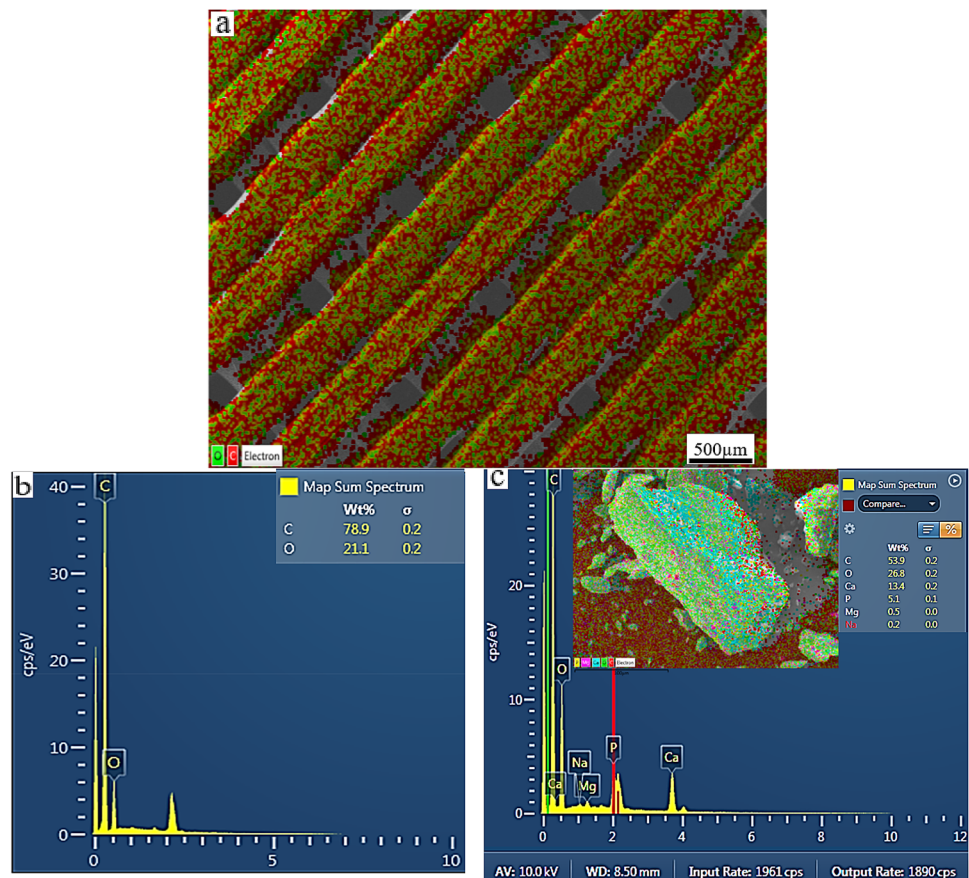 a
O C Electron
500µm
b
40
30
20
10
0
cps/eV
0 5 10
C
O
Map Sum Spectrum
Wt% σ
C 78.9 0.2
O 21.1 0.2
c
20
10
0
cps/eV
0 2 4 6 8 10 12
C
O
Ca
Na
Mg
P
Ca
Electron
Map Sum Spectrum
Compare...
%
Wt% σ
C 53.9 0.2
O 26.8 0.2
Ca 13.4 0.2
P 5.1 0.1
Mg 0.5 0.0
Na 0.2 0.0
AV: 10.0 kV WD: 8.50 mm Input Rate: 1961 cps Output Rate: 1890 cps